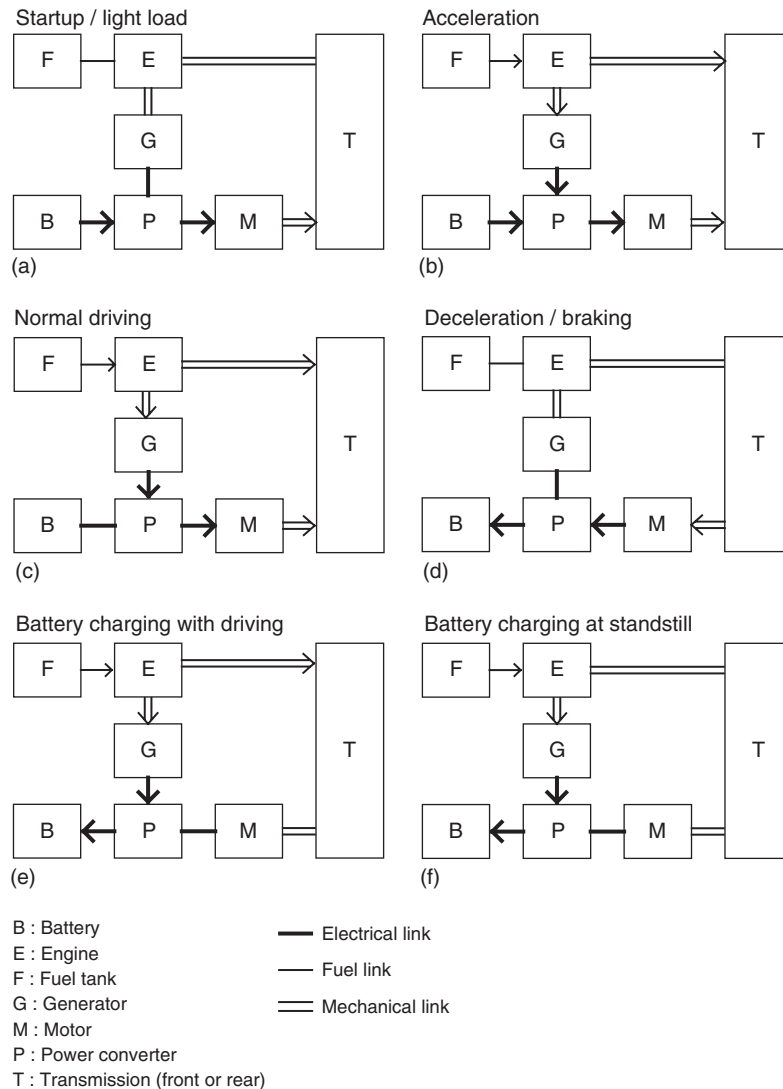 Startup / light load
F
E
T
G
B
P
M
(a)
Acceleration
F
E
T
G
B
P
M
(b)
Normal driving
F
E
T
G
B
P
M
(c)
Deceleration / braking
F
E
T
G
B
P
M
(d)
Battery charging with driving
F
E
T
G
B
P
M
(e)
Battery charging at standstill
F
E
T
G
B
P
M
(f)
B : Battery
E : Engine
F : Fuel tank
G : Generator
M : Motor
P : Power converter
T : Transmission (front or rear)
Electrical link
Fuel link
Mechanical link